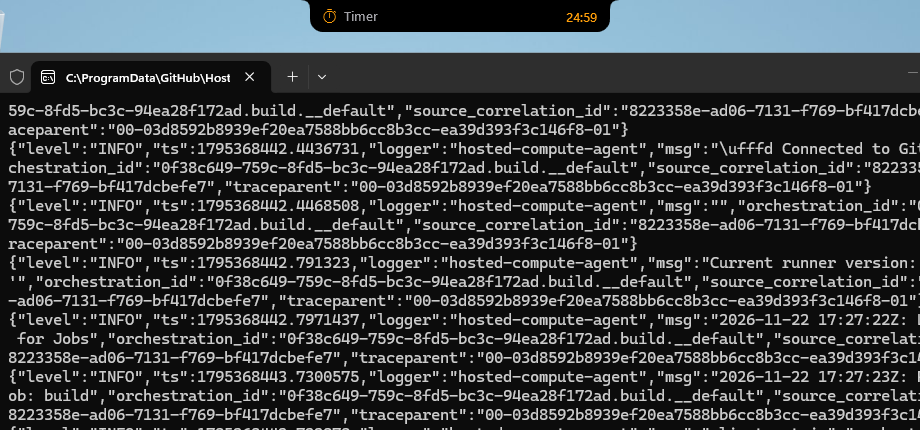 Timer 24:59
C:\ProgramData\GitHub\Host
59c-8fd5-bc3c-94ea28f172ad.build.__default","source_correlation_id":"8223358e-ad06-7131-f769-bf417dcbe
aceparent":"00-03d8592b8939ef20ea7588bb6cc8b3cc-ea39d393f3c146f8-01"}
{"level":"INFO","ts":1795368442.4436731,"logger":"hosted-compute-agent","msg":"\ufffd Connected to Git
chestration_id":"0f38c649-759c-8fd5-bc3c-94ea28f172ad.build.__default","source_correlation_id":"82233
7131-f769-bf417dcbefe7","traceparent":"00-03d8592b8939ef20ea7588bb6cc8b3cc-ea39d393f3c146f8-01"}
{"level":"INFO","ts":1795368442.4468508,"logger":"hosted-compute-agent","msg":"","orchestration_id":"0
759c-8fd5-bc3c-94ea28f172ad.build.__default","source_correlation_id":"8223358e-ad06-7131-f769-bf417dcb
raceparent":"00-03d8592b8939ef20ea7588bb6cc8b3cc-ea39d393f3c146f8-01"}
{"level":"INFO","ts":1795368442.791323,"logger":"hosted-compute-agent","msg":"Current runner version:
'","orchestration_id":"0f38c649-759c-8fd5-bc3c-94ea28f172ad.build.__default","source_correlation_id":"
-ad06-7131-f769-bf417dcbefe7","traceparent":"00-03d8592b8939ef20ea7588bb6cc8b3cc-ea39d393f3c146f8-01"
{"level":"INFO","ts":1795368442.7971437,"logger":"hosted-compute-agent","msg":"2026-11-22 17:27:22Z:
for Jobs","orchestration_id":"0f38c649-759c-8fd5-bc3c-94ea28f172ad.build.__default","source_correlati
8223358e-ad06-7131-f769-bf417dcbefe7","traceparent":"00-03d8592b8939ef20ea7588bb6cc8b3cc-ea39d393f3c14
{"level":"INFO","ts":1795368443.7300575,"logger":"hosted-compute-agent","msg":"2026-11-22 17:27:23Z:
ob: build","orchestration_id":"0f38c649-759c-8fd5-bc3c-94ea28f172ad.build.__default","source_correlat
8223358e-ad06-7131-f769-bf417dcbefe7","traceparent":"00-03d8592b8939ef20ea7588bb6cc8b3cc-ea39d393f3c14